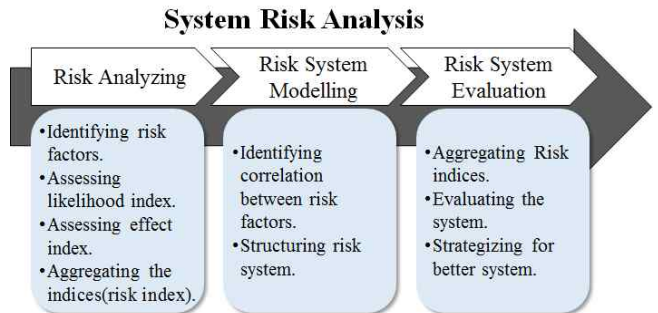 System Risk Analysis
Risk Analyzing
Risk System
Modelling
Risk System
Evaluation
•Identifying risk
factors.
•Assessing
likelihood index.
•Assessing effect
index.
•Aggregating the
indices(risk index).
•Identifying
correlation
between risk
factors.
•Structuring risk
system.
•Aggregating Risk
indices.
•Evaluating the
system.
•Strategizing for
better system.